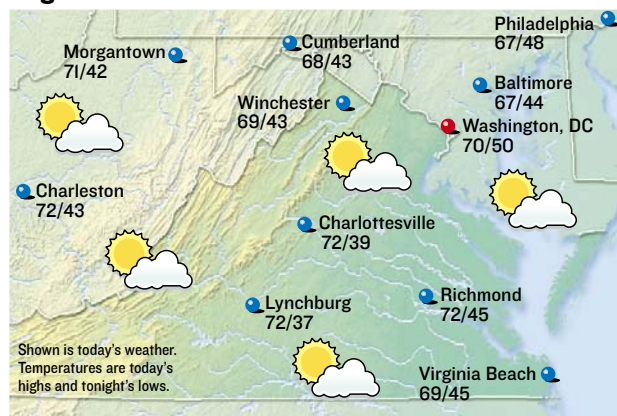 Philadelphia
67/48
Morgantown
71/42
Cumberland
68/43
Baltimore
67/44
Winchester
69/43
Washington, DC
70/50
Charleston
72/43
Charlottesville
72/39
Lynchburg
72/37
Richmond
72/45
Shown is today's weather.
Temperatures are today's
highs and tonight's lows.
Virginia Beach
69/45